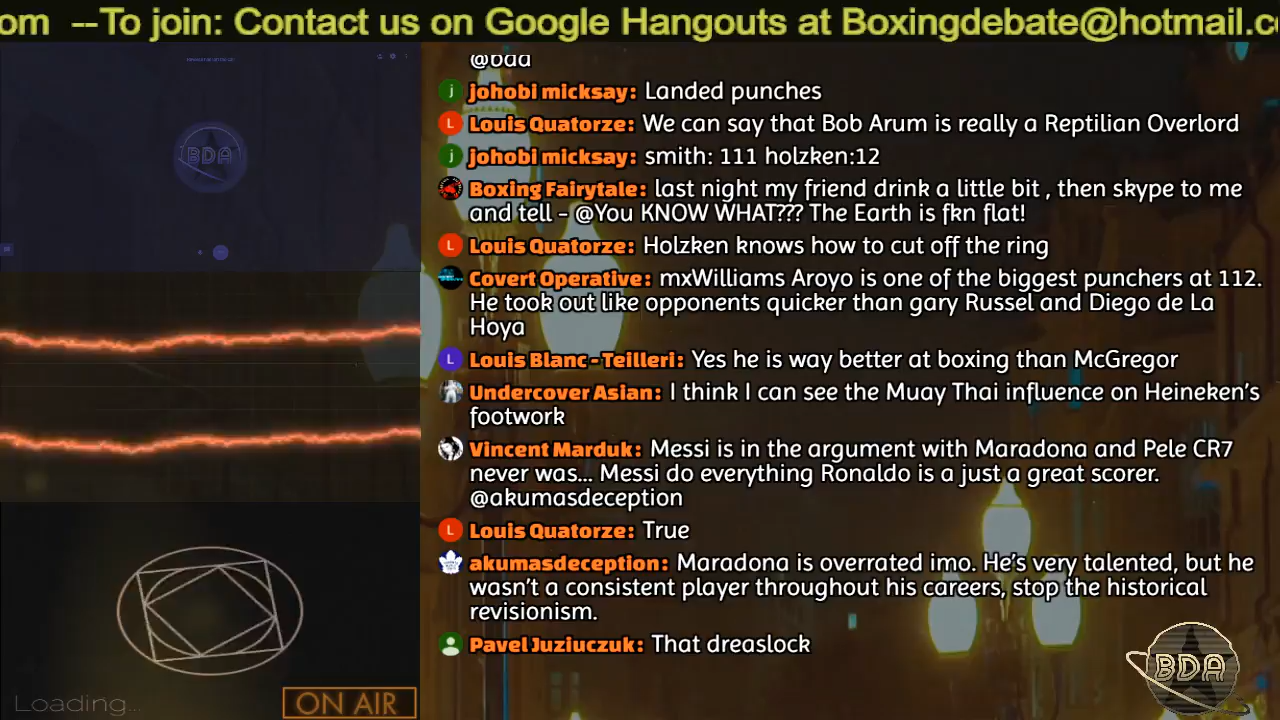 om --To join: Contact us on Google Hangouts at Boxingdebate@hotmail.c
@bda
johobi micksay: Landed punches
Louis Quatorze: We can say that Bob Arum is really a Reptilian Overlord
johobi micksay: smith: 111 holzken:12
Boxing Fairytale: last night my friend drink a little bit , then skype to me
and tell - @You KNOW WHAT??? The Earth is fkn flat!
Louis Quatorze: Holzken knows how to cut off the ring
Covert Operative: mxWilliams Aroyo is one of the biggest punchers at 112.
He took out like opponents quicker than gary Russel and Diego de La
Hoya
Louis Blanc-Teilleri: Yes he is way better at boxing than McGregor
Undercover Asian: I think I can see the Muay Thai influence on Heineken's
footwork
Vincent Marduk: Messi is in the argument with Maradona and Pele CR7
never was... Messi do everything Ronaldo is a just a great scorer.
@akumasdeception
Louis Quatorze: True
akumasdeception: Maradona is overrated imo. He's very talented, but he
wasn't a consistent player throughout his careers, stop the historical
revisionism.
Pavel Juziuczuk: That dreaslock
BDA
Loading...
ON AIR
BDA